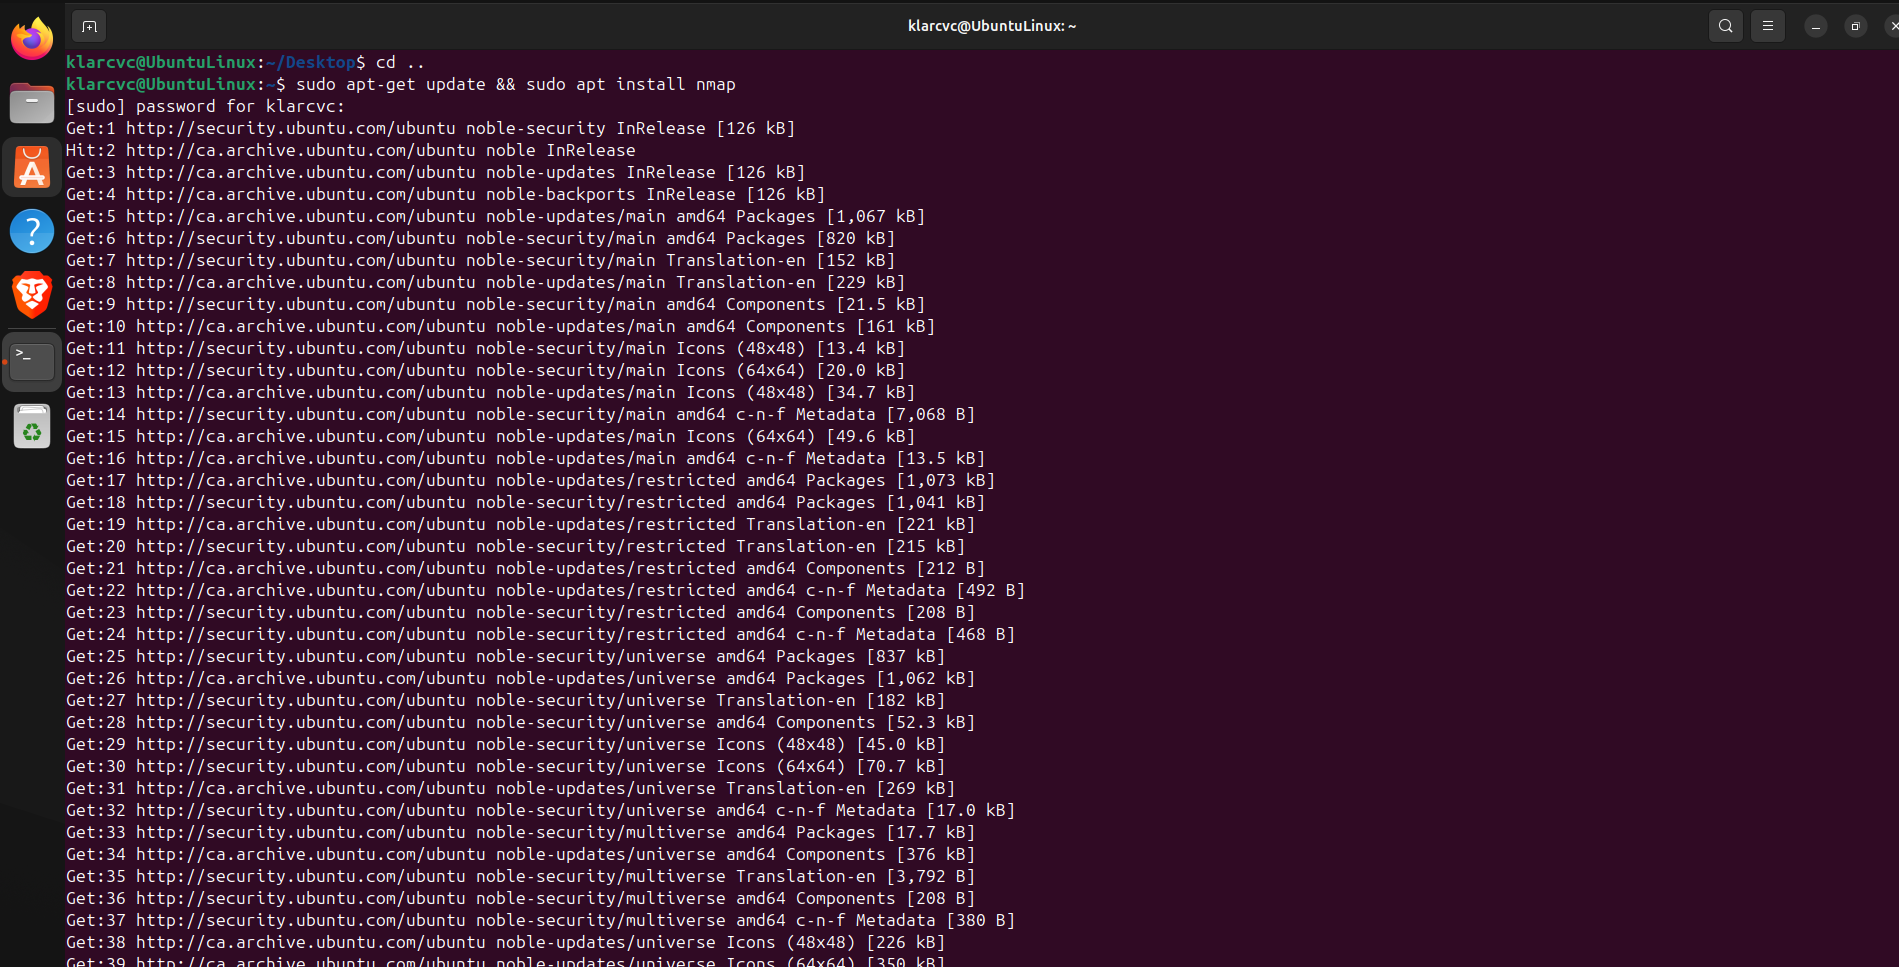 klarcvc@UbuntuLinux: ~
klarcvc@UbuntuLinux:~/Desktop$ cd ..
klarcvc@UbuntuLinux:~$ sudo apt-get update && sudo apt install nmap
[sudo] password for klarcvc:
Get:1 http://security.ubuntu.com/ubuntu noble-security InRelease [126 kB]
Hit:2 http://ca.archive.ubuntu.com/ubuntu noble InRelease
Get:3 http://ca.archive.ubuntu.com/ubuntu noble-updates InRelease [126 kB]
Get:4 http://ca.archive.ubuntu.com/ubuntu noble-backports InRelease [126 kB]
Get:5 http://ca.archive.ubuntu.com/ubuntu noble-updates/main amd64 Packages [1,067 kB]
Get:6 http://security.ubuntu.com/ubuntu noble-security/main amd64 Packages [820 kB]
Get:7 http://security.ubuntu.com/ubuntu noble-security/main Translation-en [152 kB]
Get:8 http://ca.archive.ubuntu.com/ubuntu noble-updates/main Translation-en [229 kB]
Get:9 http://security.ubuntu.com/ubuntu noble-security/main amd64 Components [21.5 kB]
Get:10 http://ca.archive.ubuntu.com/ubuntu noble-updates/main amd64 Components [161 kB]
Get:11 http://security.ubuntu.com/ubuntu noble-security/main Icons (48x48) [13.4 kB]
Get:12 http://security.ubuntu.com/ubuntu noble-security/main Icons (64x64) [20.0 kB]
Get:13 http://ca.archive.ubuntu.com/ubuntu noble-updates/main Icons (48x48) [34.7 kB]
Get:14 http://security.ubuntu.com/ubuntu noble-security/main amd64 c-n-f Metadata [7,068 B]
Get:15 http://ca.archive.ubuntu.com/ubuntu noble-updates/main Icons (64x64) [49.6 kB]
Get:16 http://ca.archive.ubuntu.com/ubuntu noble-updates/main amd64 c-n-f Metadata [13.5 kB]
Get:17 http://ca.archive.ubuntu.com/ubuntu noble-updates/restricted amd64 Packages [1,073 kB]
Get:18 http://security.ubuntu.com/ubuntu noble-security/restricted amd64 Packages [1,041 kB]
Get:19 http://ca.archive.ubuntu.com/ubuntu noble-updates/restricted Translation-en [221 kB]
Get:20 http://security.ubuntu.com/ubuntu noble-security/restricted Translation-en [215 kB]
Get:21 http://ca.archive.ubuntu.com/ubuntu noble-updates/restricted amd64 Components [212 B]
Get:22 http://ca.archive.ubuntu.com/ubuntu noble-updates/restricted amd64 c-n-f Metadata [492 B]
Get:23 http://security.ubuntu.com/ubuntu noble-security/restricted amd64 Components [208 B]
Get:24 http://security.ubuntu.com/ubuntu noble-security/restricted amd64 c-n-f Metadata [468 B]
Get:25 http://security.ubuntu.com/ubuntu noble-security/universe amd64 Packages [837 kB]
Get:26 http://ca.archive.ubuntu.com/ubuntu noble-updates/universe amd64 Packages [1,062 kB]
Get:27 http://security.ubuntu.com/ubuntu noble-security/universe Translation-en [182 kB]
Get:28 http://security.ubuntu.com/ubuntu noble-security/universe amd64 Components [52.3 kB]
Get:29 http://security.ubuntu.com/ubuntu noble-security/universe Icons (48x48) [45.0 kB]
Get:30 http://security.ubuntu.com/ubuntu noble-security/universe Icons (64x64) [70.7 kB]
Get:31 http://ca.archive.ubuntu.com/ubuntu noble-updates/universe Translation-en [269 kB]
Get:32 http://security.ubuntu.com/ubuntu noble-security/universe amd64 c-n-f Metadata [17.0 kB]
Get:33 http://security.ubuntu.com/ubuntu noble-security/multiverse amd64 Packages [17.7 kB]
Get:34 http://ca.archive.ubuntu.com/ubuntu noble-updates/universe amd64 Components [376 kB]
Get:35 http://security.ubuntu.com/ubuntu noble-security/multiverse Translation-en [3,792 B]
Get:36 http://security.ubuntu.com/ubuntu noble-security/multiverse amd64 Components [208 B]
Get:37 http://security.ubuntu.com/ubuntu noble-security/multiverse amd64 c-n-f Metadata [380 B]
Get:38 http://ca.archive.ubuntu.com/ubuntu noble-updates/universe Icons (48x48) [226 kB]
Get:39 http://ca.archive.ubuntu.com/ubuntu noble-updates/universe Icons (64x64) [350 kB]